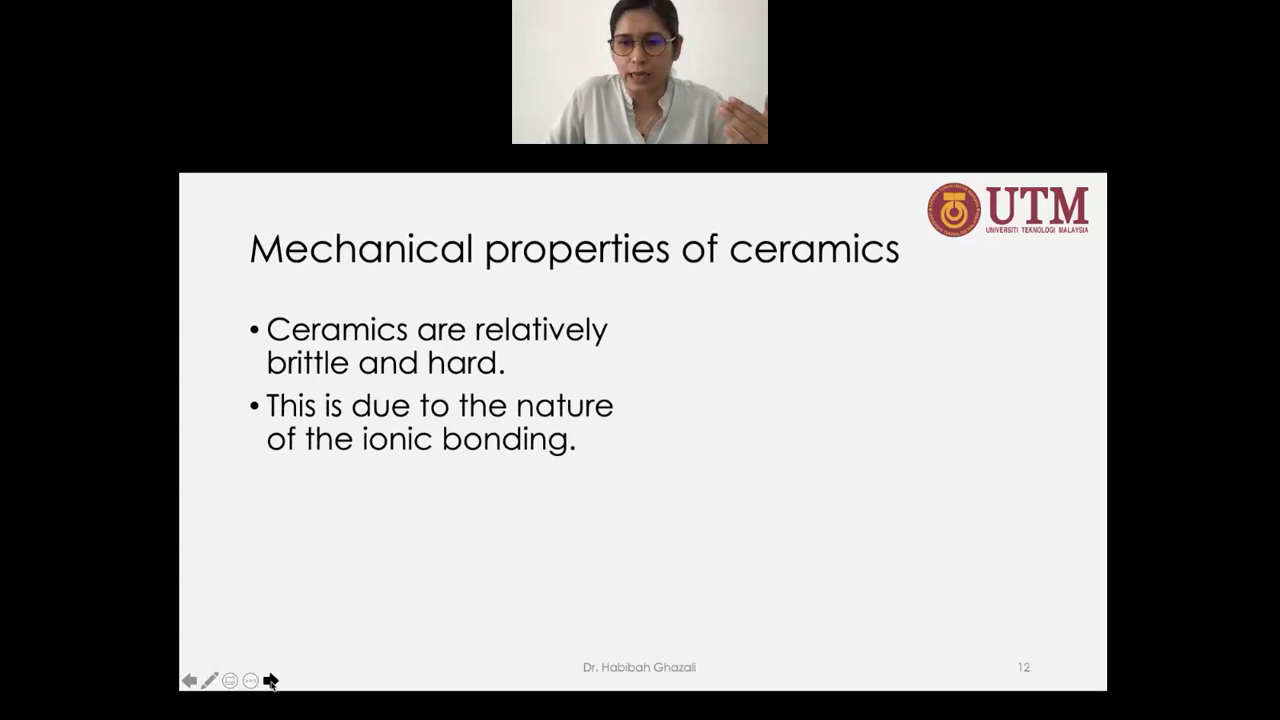 UTM
UNIVERSITI TEKNOLOGI MALAYSIA
Mechanical properties of ceramics
• Ceramics are relatively
brittle and hard.
• This is due to the nature
of the ionic bonding.
Dr. Habibah Ghazali
12